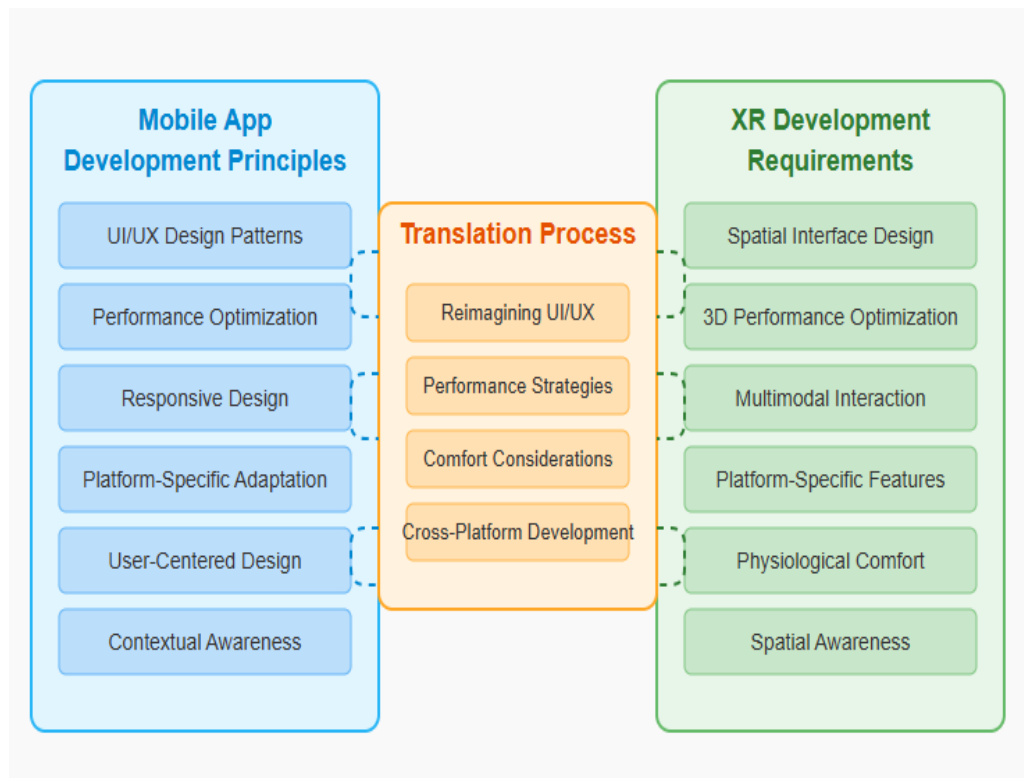 Mobile App
Development Principles
UI/UX Design Patterns
Performance Optimization
Responsive Design
Platform-Specific Adaptation
User-Centered Design
Contextual Awareness
Translation Process
Reimagining UI/UX
Performance Strategies
Comfort Considerations
Cross-Platform Development
XR Development
Requirements
Spatial Interface Design
3D Performance Optimization
Multimodal Interaction
Platform-Specific Features
Physiological Comfort
Spatial Awareness